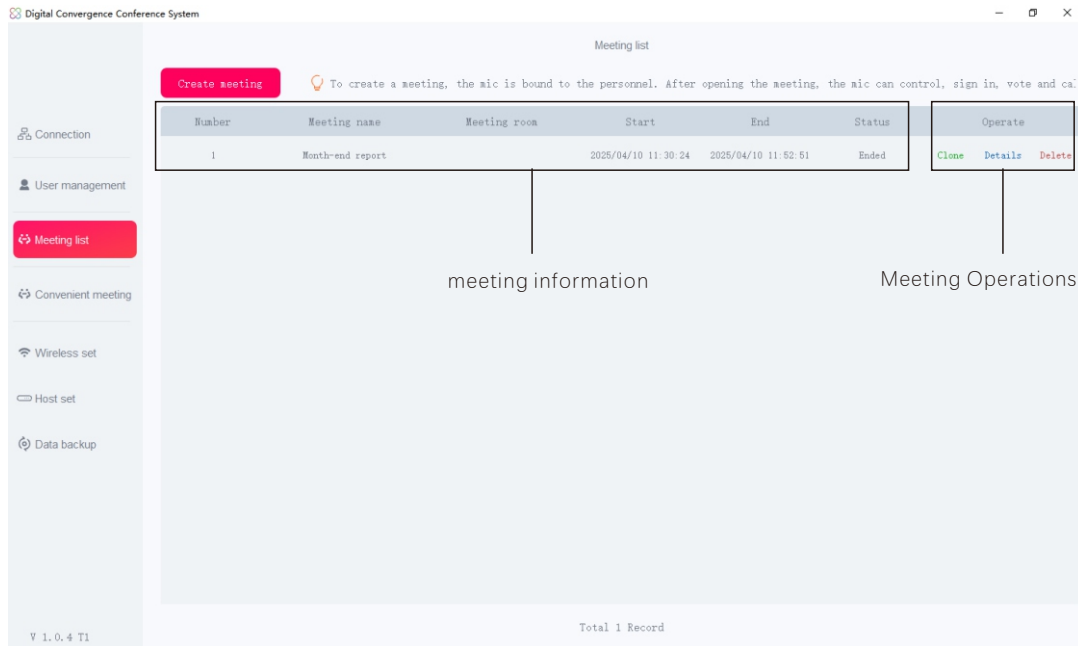 Digital Convergence Conference System
Meeting list
Create meeting
To create a meeting, the mic is bound to the personnel. After opening the meeting, the mic can control, sign in, vote and
Number Meeting name Meeting room Start End Status Operate
1 Month-end report 2025/04/10 11:30:24 2025/04/10 11:52:51 Ended Clone Details Delete
Connection
User management
Meeting list
Convenient meeting
Wireless set
Host set
Data backup
meeting information
Meeting Operations
Total 1 Record
V 1.0.4 T1